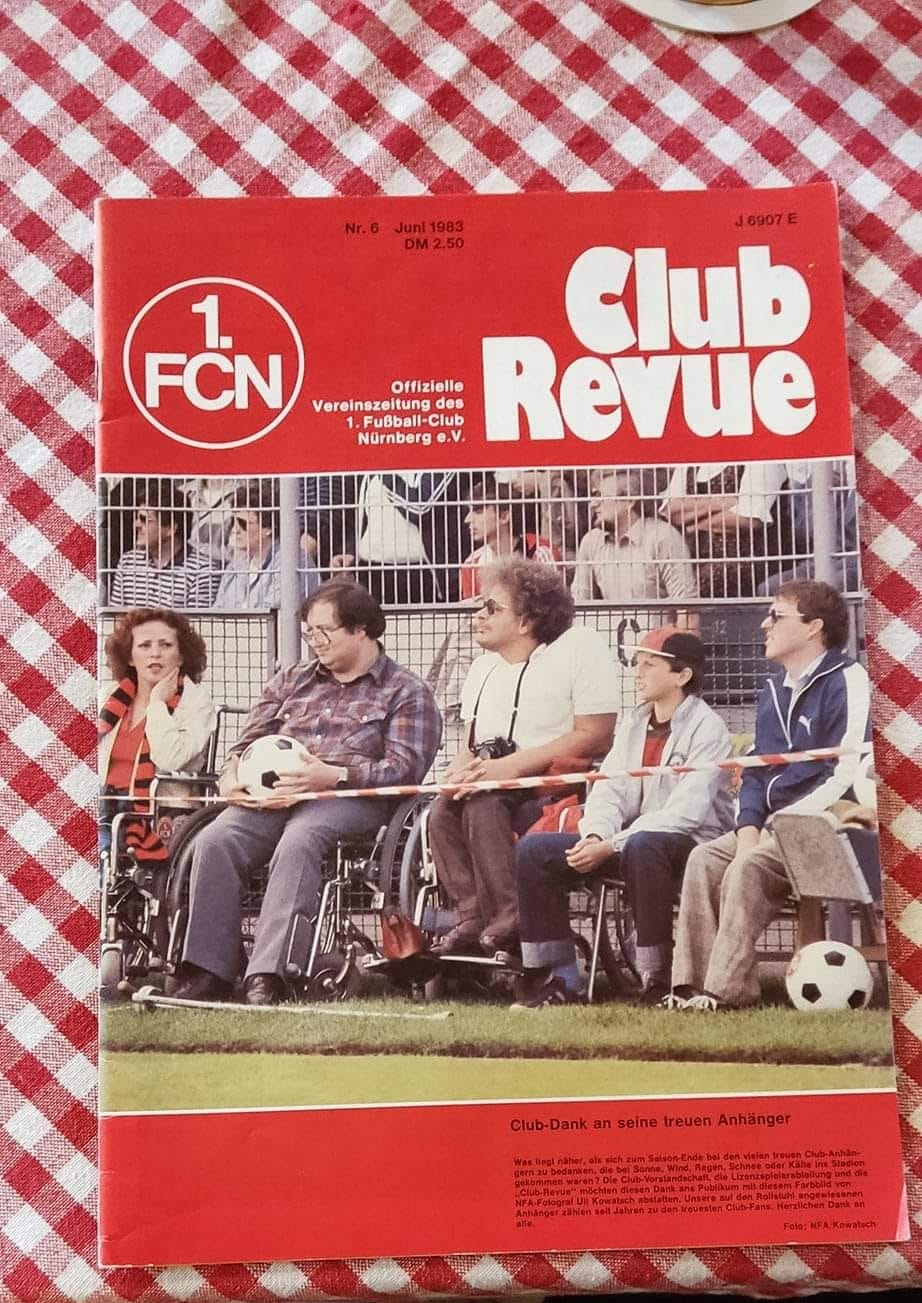 Nr. 6 Juni 1983
DM 2.50
J 6907 E
Club
Revue
1.
FCN
Offizielle
Vereinszeitung des
1. Fußball-Club
Nürnberg e.V.
Club-Dank an seine treuen Anhänger
Was liegt näher, als sich zum Saison-Ende bei den vielen treuen Club-Anhän-
gern zu bedanken, die bei Sonne, Wind, Regen, Schnee oder Kälte ins Stadion
gekommen waren? Die Club-Vorstandschaft, die Lizenzspielerabteilung und die
„Club-Revue“ möchten diesen Dank ans Publikum mit diesem Farbbild von
NFA-Fotograf Uli Kowatsch abstatten. Unsere auf den Rollstuhl angewiesenen
Anhänger zählen seit Jahren zu den treuesten Club-Fans. Herzlichen Dank an
alle.
Foto: NFA/Kowatsch